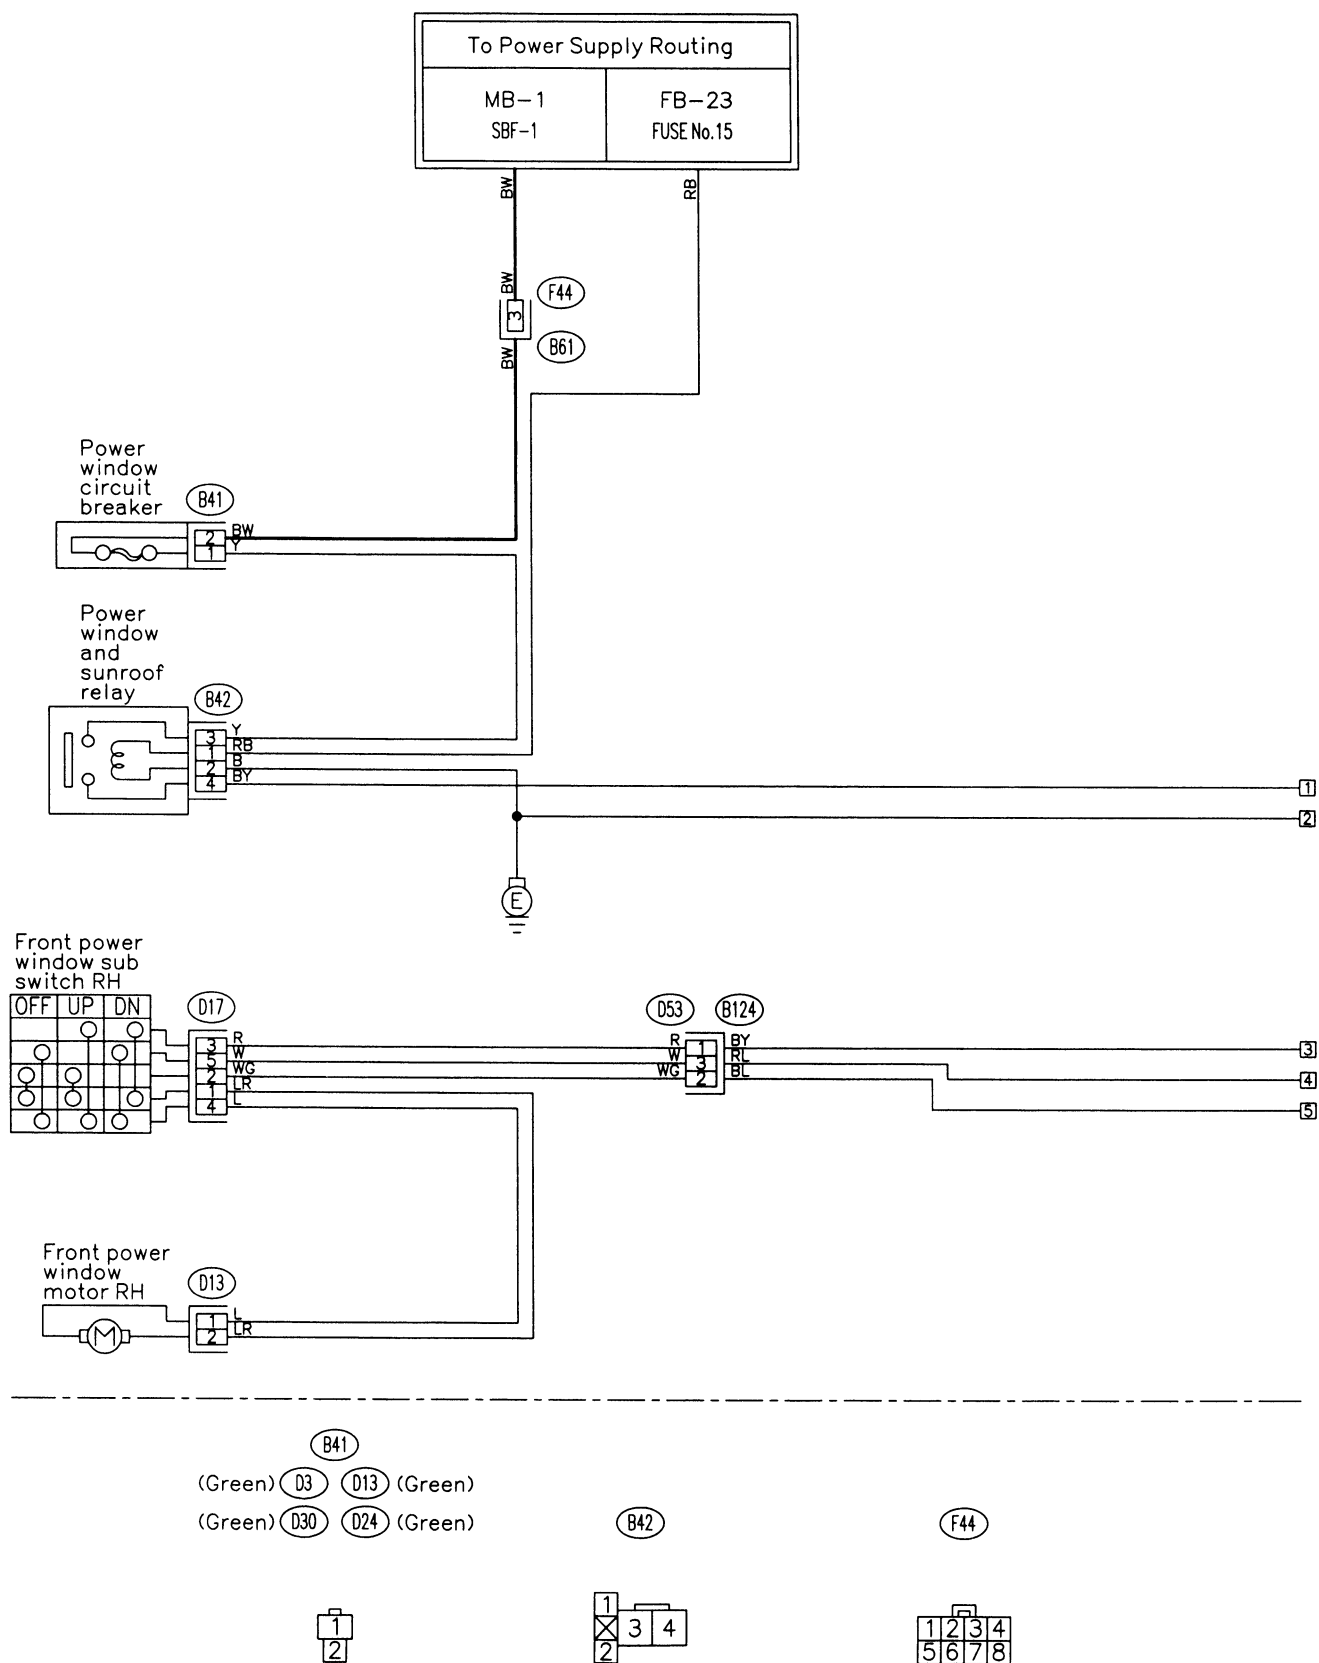 To Power Supply Routing
MB-1
SBF-1
FB-23
FUSE No.15
BW
RB
BW
F44
3
B61
BW
Power
window
circuit
breaker
B41
2
BW
1
Y
Power
window
and
sunroof
relay
B42
3
Y
1
RB
2
B
4
BY
1
2
E
Front power
window sub
switch RH
OFF
UP
DN
D17
3
R
5
W
2
WG
1
LR
4
L
D53
B124
R
1
BY
W
3
RL
WG
2
BL
3
4
5
Front power
window
motor RH
D13
M
1
L
2
LR
B41
(Green) D3 D13 (Green)
(Green) D30 D24 (Green)
B42
F44
1
2
1
3 4
2
1 2 3 4
5 6 7 8